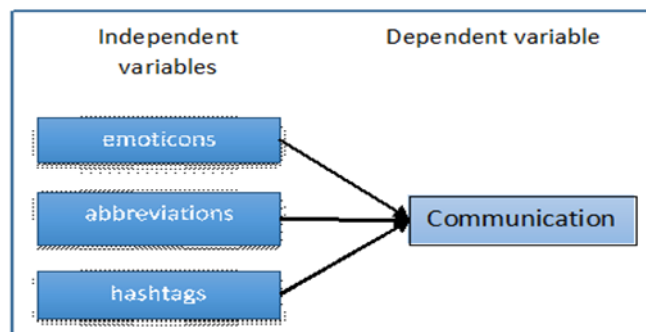 Independent
variables
Dependent variable
emoticons
abbreviations
hashtags
Communication